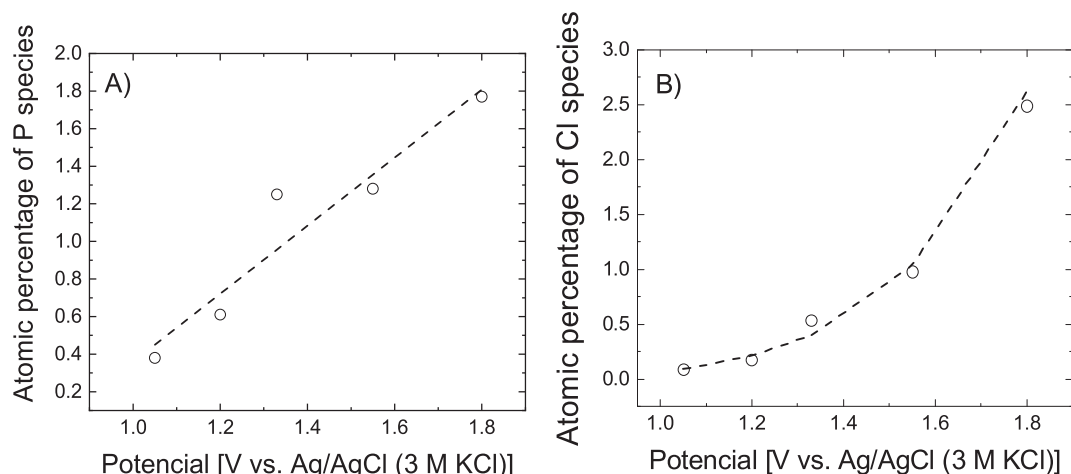 A)
Atomic percentage of P species
2.0
1.8
1.6
1.4
1.2
1.0
0.8
0.6
0.4
0.2
1.0 1.2 1.4 1.6 1.8
Potencial [V vs. Ag/AgCl (3 M KCl)]
B)
Atomic percentage of Cl species
3.0
2.5
2.0
1.5
1.0
0.5
0.0
1.0 1.2 1.4 1.6 1.8
Potencial [V vs. Ag/AgCl (3 M KCl)]